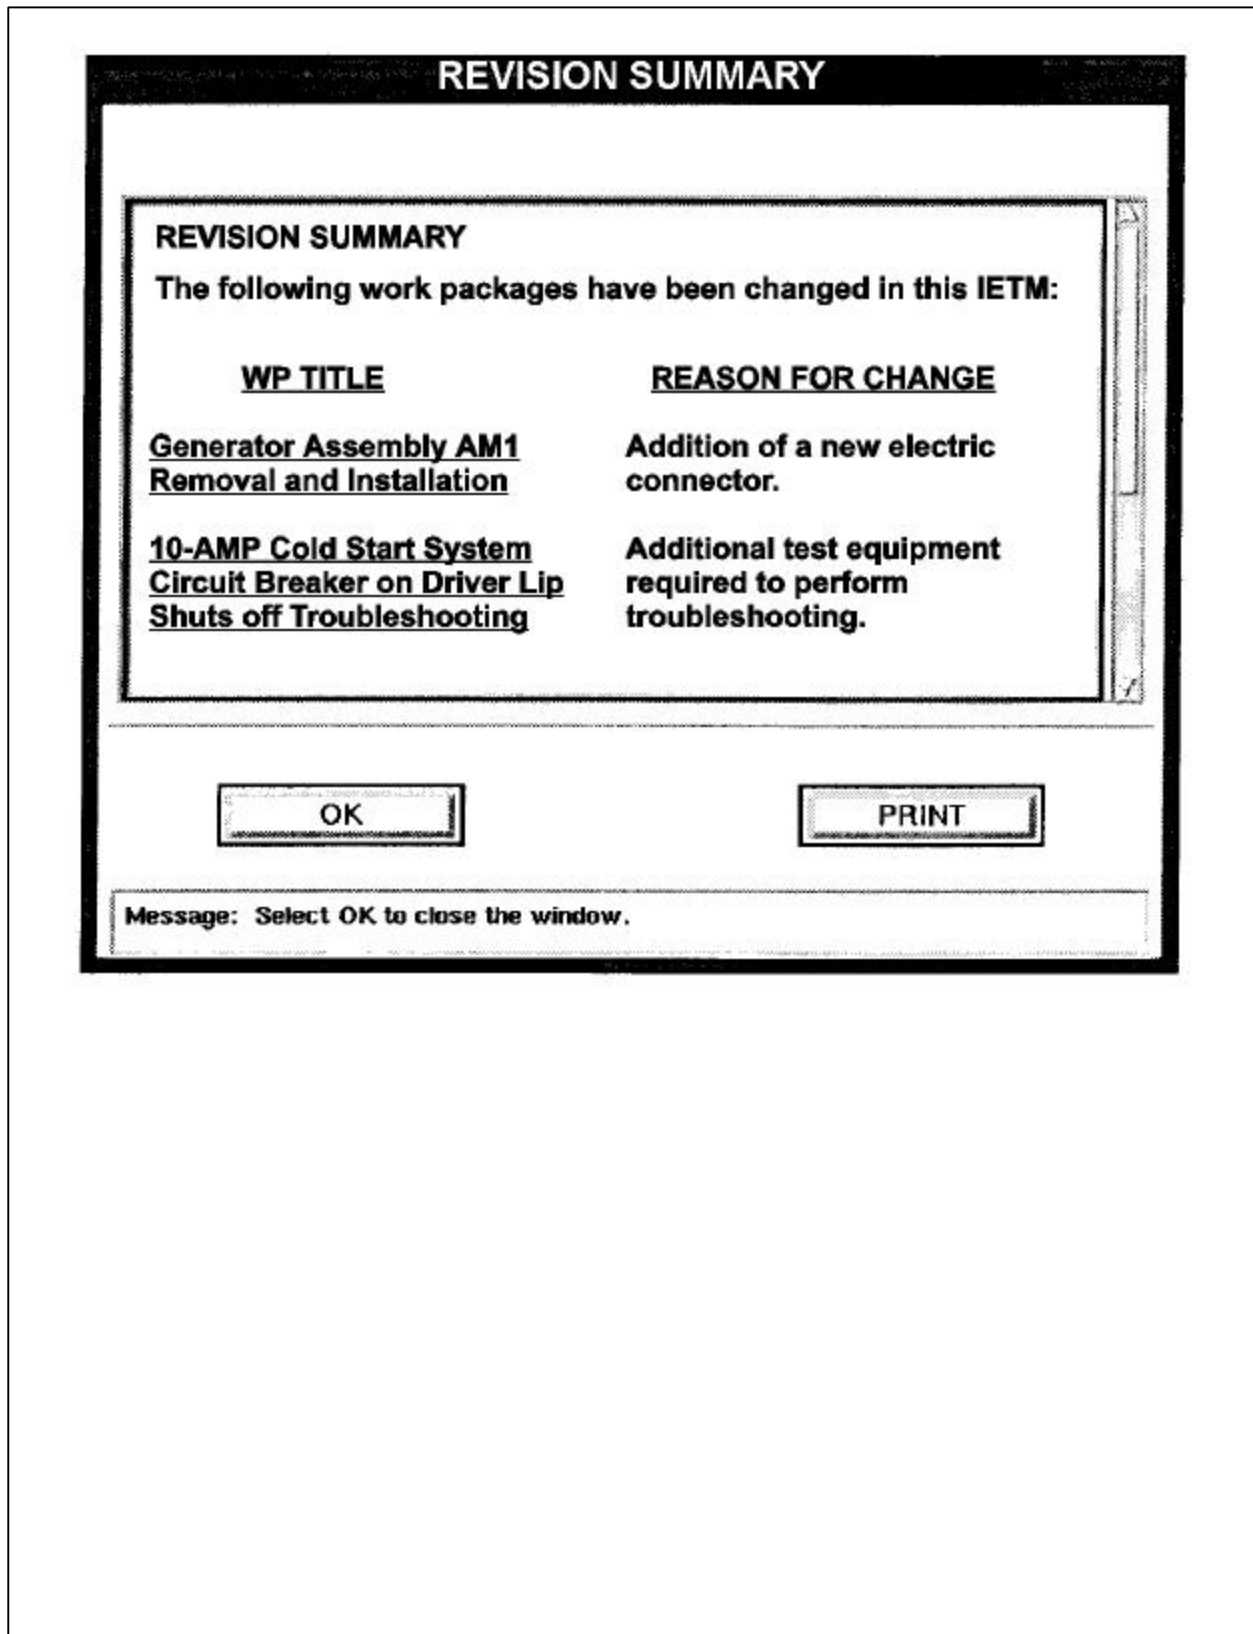 REVISION SUMMARY
REVISION SUMMARY
The following work packages have been changed in this IETM:
WP TITLE
REASON FOR CHANGE
Generator Assembly AM1
Removal and Installation
Addition of a new electric
connector.
10-AMP Cold Start System
Circuit Breaker on Driver Lip
Shuts off Troubleshooting
Additional test equipment
required to perform
troubleshooting.
OK
PRINT
Message: Select OK to close the window.